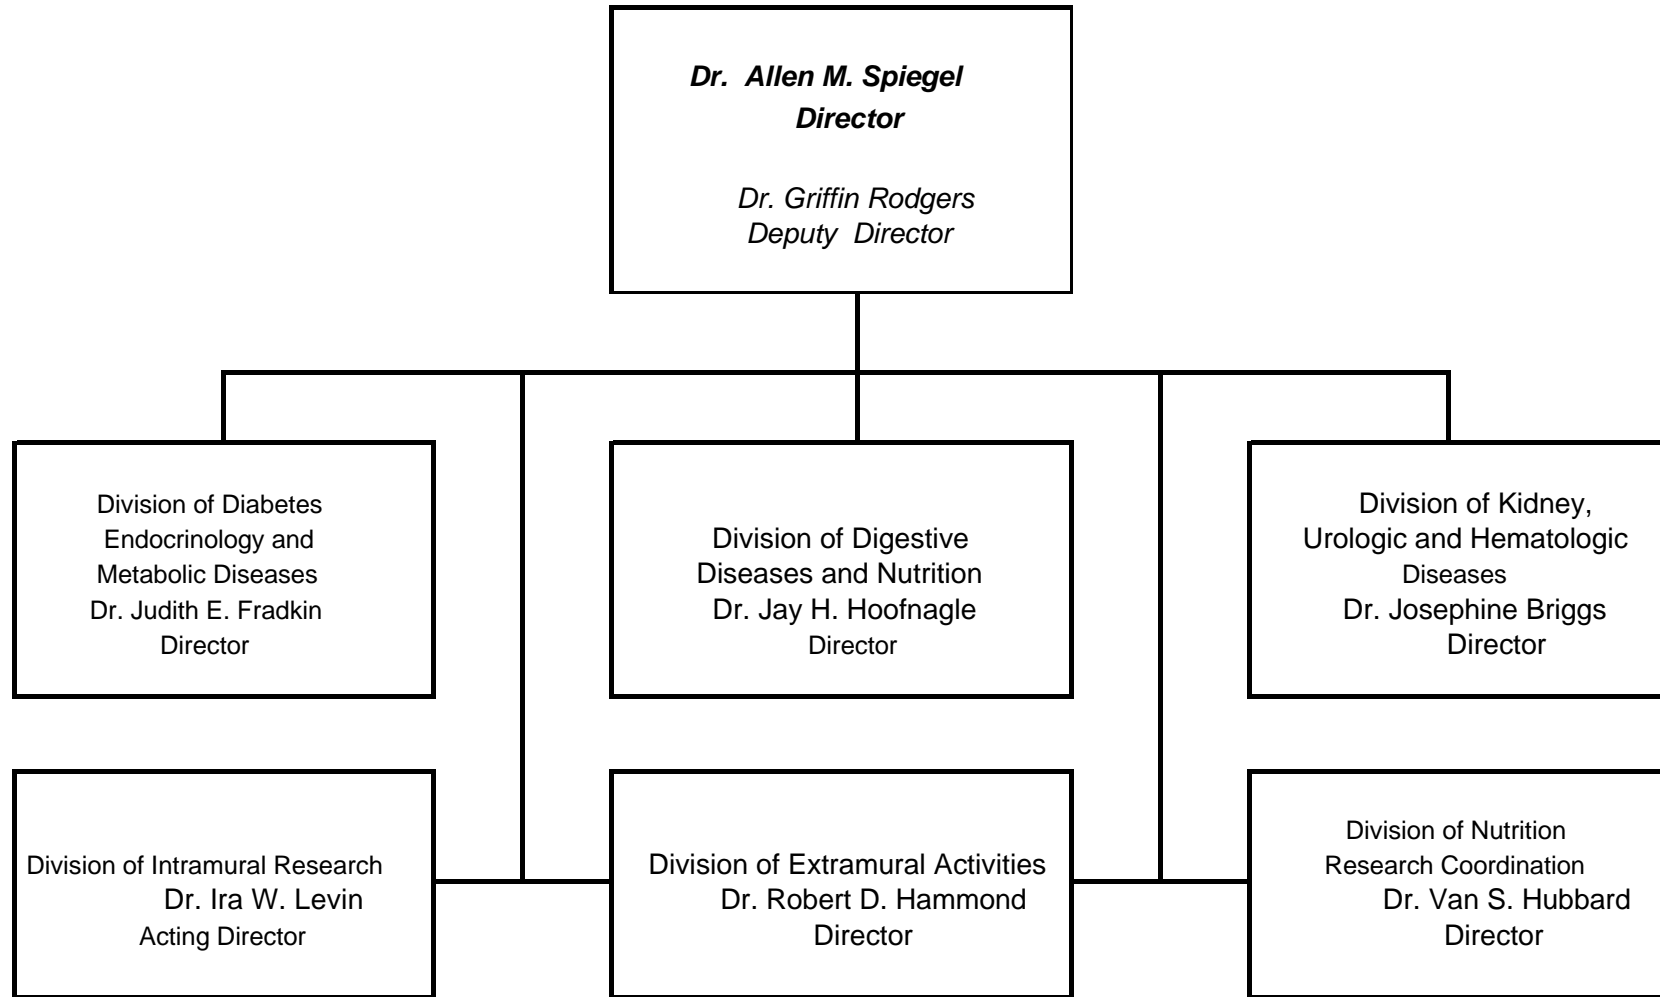 Dr. Allen M. Spiegel
Director
Dr. Griffin Rodgers
Deputy Director
Division of Diabetes
Endocrinology and
Metabolic Diseases
Dr. Judith E. Fradkin
Director
Division of Digestive
Diseases and Nutrition
Dr. Jay H. Hoofnagle
Director
Division of Kidney,
Urologic and Hematologic
Diseases
Dr. Josephine Briggs
Director
Division of Intramural Research
Dr. Ira W. Levin
Acting Director
Division of Extramural Activities
Dr. Robert D. Hammond
Director
Division of Nutrition
Research Coordination
Dr. Van S. Hubbard
Director